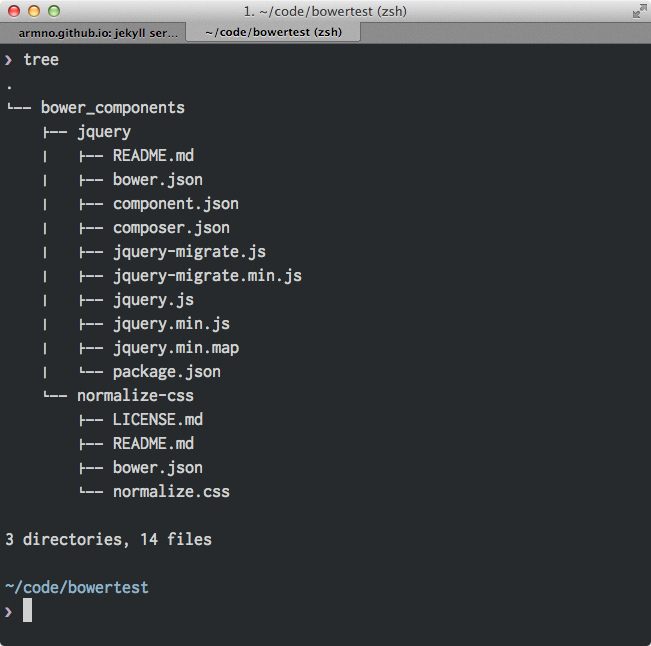 1. ~/code/bowertest (zsh)
armno.github.io: jekyll ser...
~/code/bowertest (zsh)
❯ tree
.
└── bower_components
    ├── jquery
    │   ├── README.md
    │   ├── bower.json
    │   ├── component.json
    │   ├── composer.json
    │   ├── jquery-migrate.js
    │   ├── jquery-migrate.min.js
    │   ├── jquery.js
    │   ├── jquery.min.js
    │   ├── jquery.min.map
    │   └── package.json
    └── normalize-css
        ├── LICENSE.md
        ├── README.md
        ├── bower.json
        └── normalize.css
3 directories, 14 files
~/code/bowertest
❯